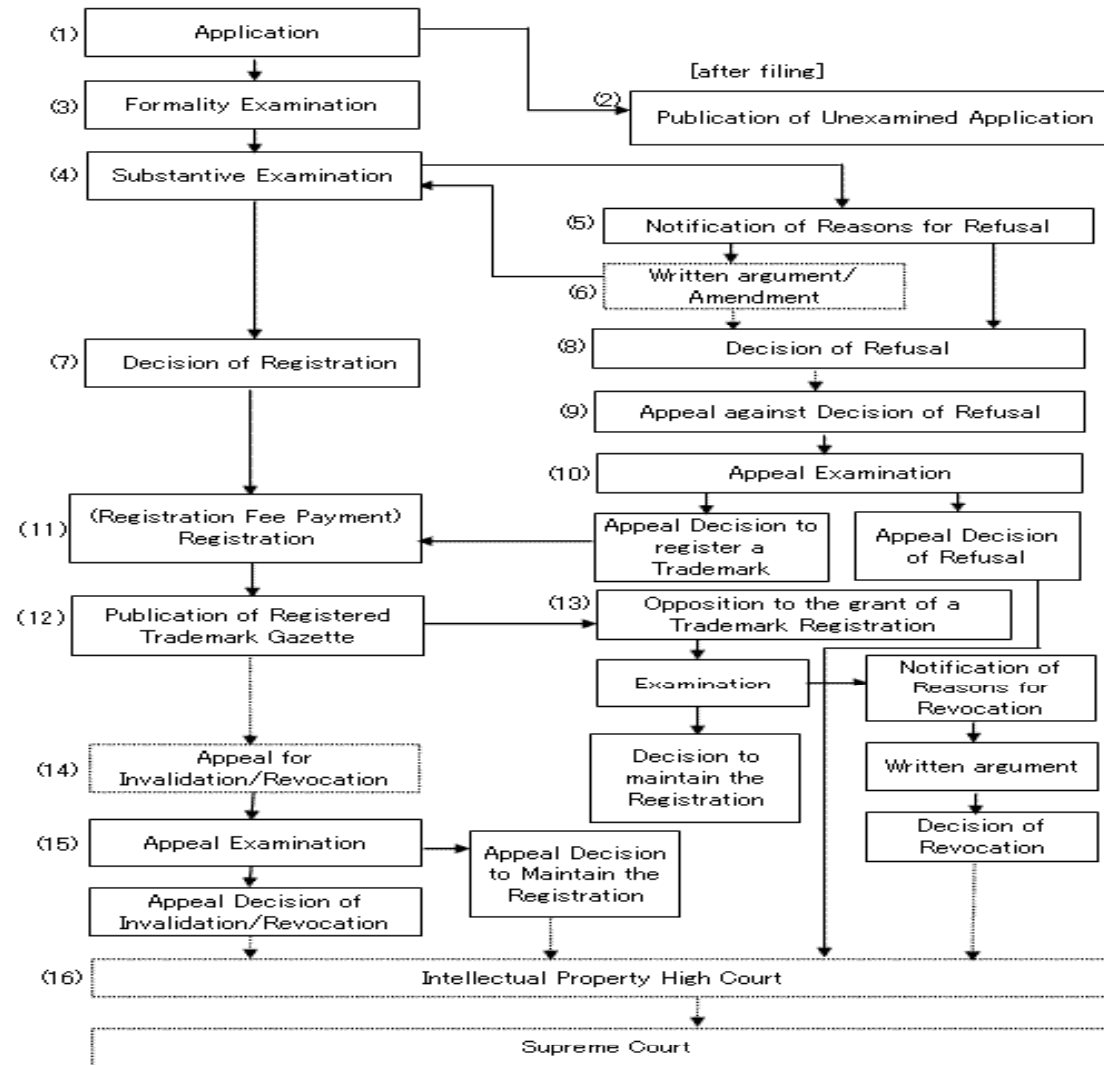 (1)
Application
[after filing]
(2)
Publication of Unexamined Application
(3)
Formality Examination
(4)
Substantive Examination
(5)
Notification of Reasons for Refusal
(6)
Written argument/
Amendment
(7)
Decision of Registration
(8)
Decision of Refusal
(9)
Appeal against Decision of Refusal
(10)
Appeal Examination
(11)
(Registration Fee Payment)
Registration
Appeal Decision to
register a
Trademark
Appeal Decision
of Refusal
(12)
Publication of Registered
Trademark Gazette
(13)
Opposition to the grant of a
Trademark Registration
Examination
Notification of
Reasons for
Revocation
Decision to
maintain the
Registration
Written argument
Decision of
Revocation
(14)
Appeal for
Invalidation/Revocation
(15)
Appeal Examination
Appeal Decision
to Maintain the
Registration
Appeal Decision of
Invalidation/Revocation
(16)
Intellectual Property High Court
Supreme Court